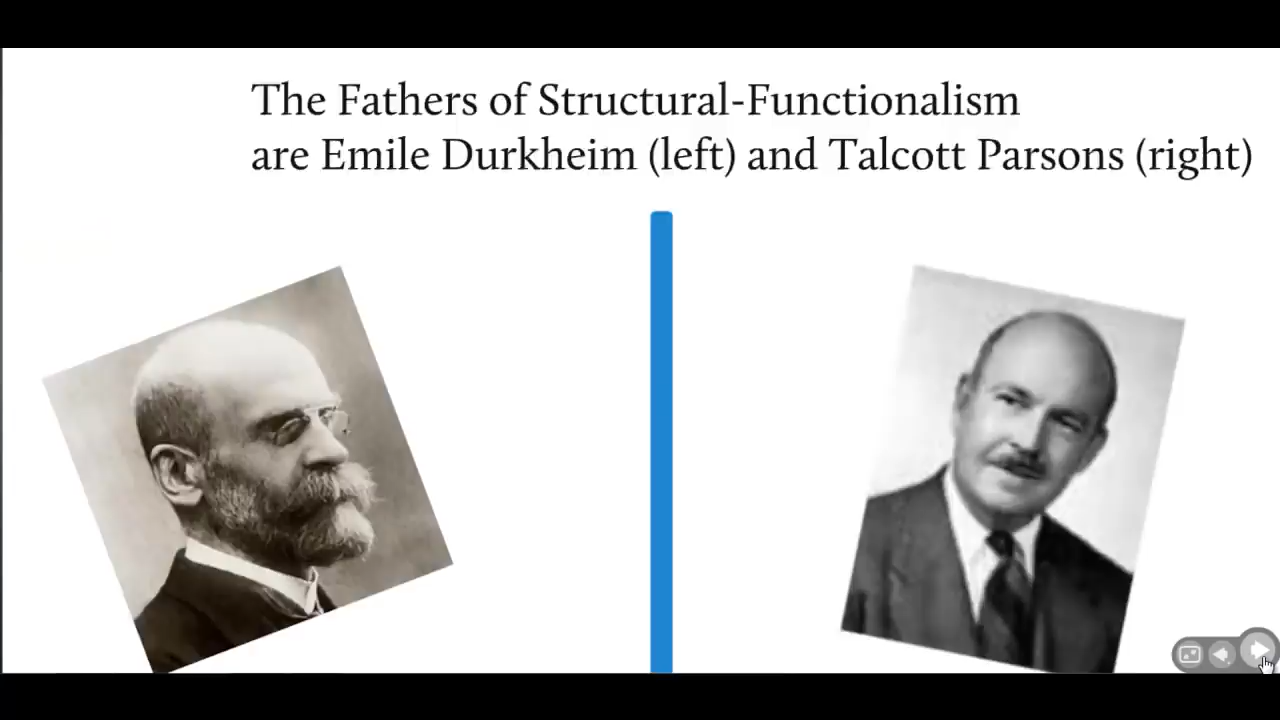 The Fathers of Structural-Functionalism
are Emile Durkheim (left) and Talcott Parsons (right)